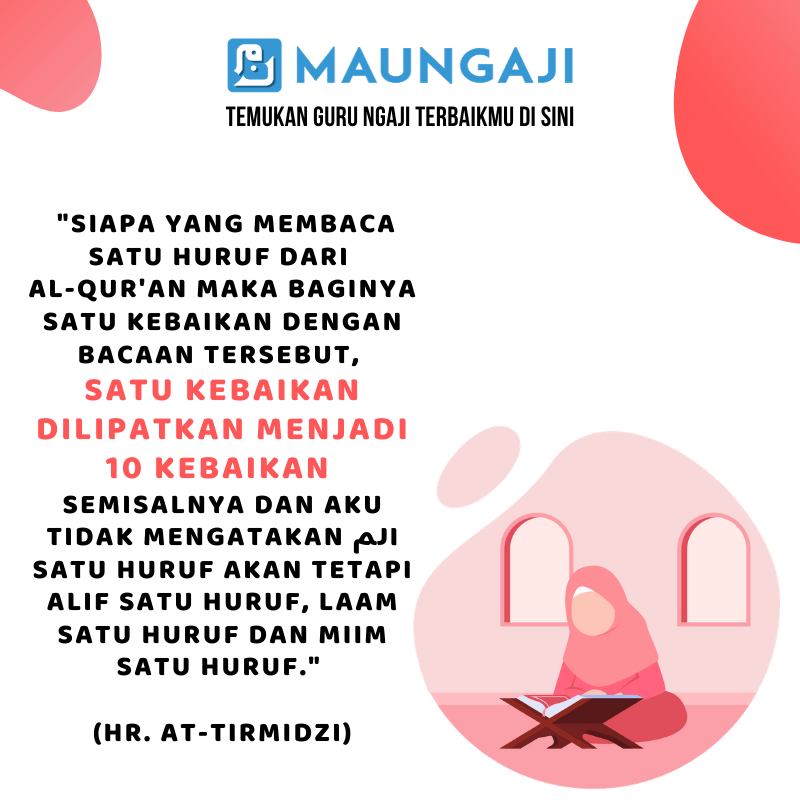 MAUNGAJI
TEMUKAN GURU NGAJI TERBAIKMU DI SINI
"SIAPA YANG MEMBACA
SATU HURUF DARI
AL-QUR'AN MAKA BAGINYA
SATU KEBAIKAN DENGAN
BACAAN TERSEBUT,
SATU KEBAIKAN
DILIPATKAN MENJADI
10 KEBAIKAN
SEMISALNYA DAN AKU
TIDAK MENGATAKAN الم
SATU HURUF AKAN TETAPI
ALIF SATU HURUF, LAAM
SATU HURUF DAN MIIM
SATU HURUF."
(HR. AT-TIRMIDZI)